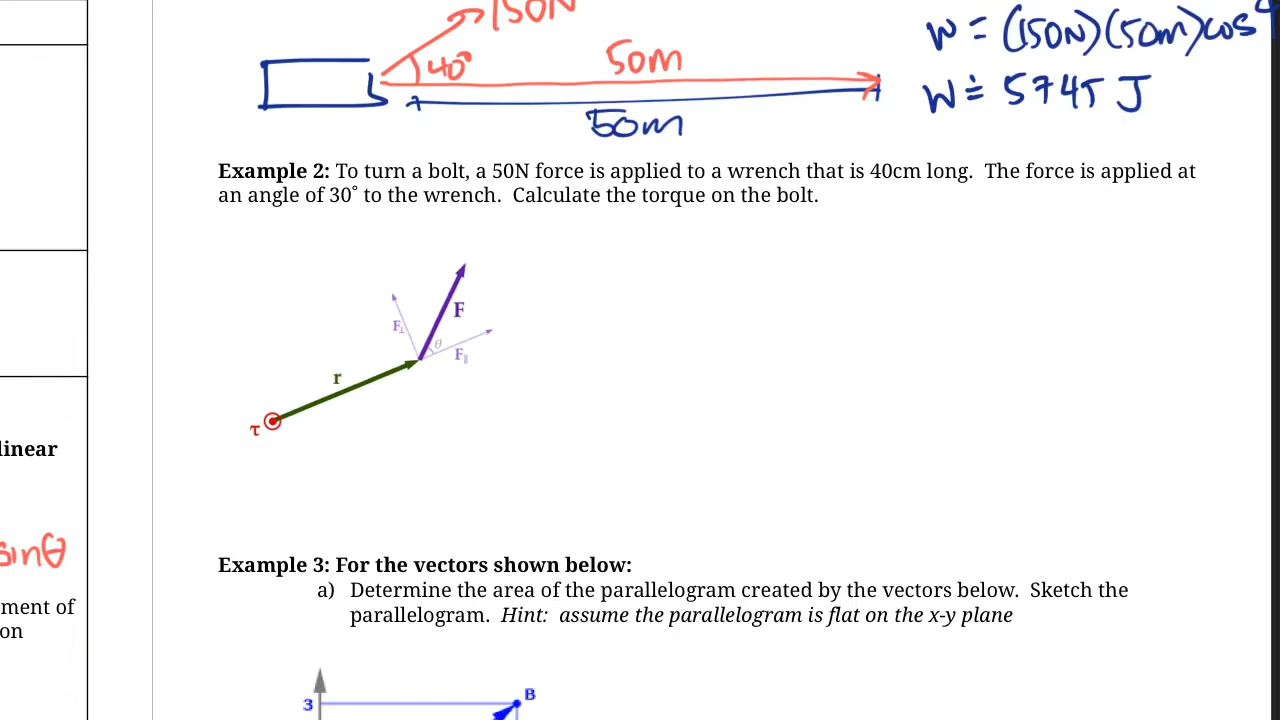 150N
40°
50m
50m
W = (150N)(50m)cos4
W ≐ 5745 J
Example 2: To turn a bolt, a 50N force is applied to a wrench that is 40cm long.  The force is applied at
an angle of 30˚ to the wrench.  Calculate the torque on the bolt.
F
F⊥
θ
F∥
r
τ
linear
sinθ
ment of
on
Example 3: For the vectors shown below:
a) Determine the area of the parallelogram created by the vectors below.  Sketch the
parallelogram.  Hint:  assume the parallelogram is flat on the x-y plane
3
B